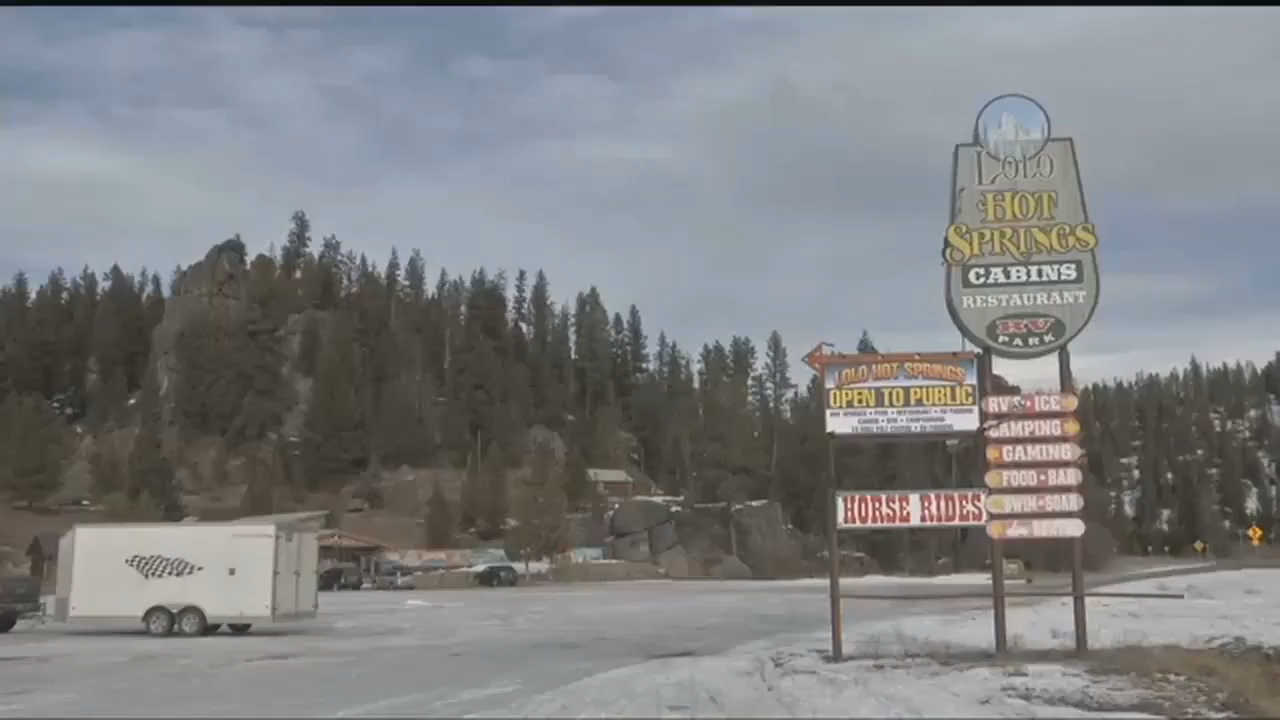 LOLO
HOT
SPRINGS
CABINS
RESTAURANT
RV
PARK
LOLO HOT SPRINGS
OPEN TO PUBLIC
HORSE RIDES
RV'S • ICE
CAMPING
GAMING
FOOD • BAR
SWIM • SOAK